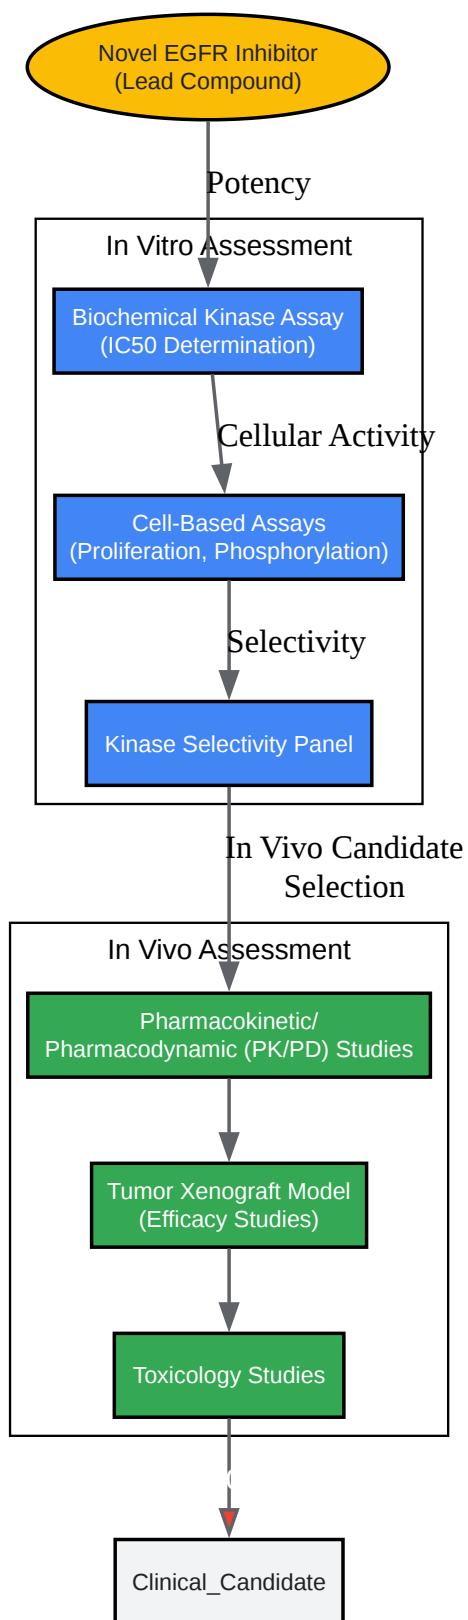 Novel EGFR Inhibitor
(Lead Compound)
Potency
In Vitro Assessment
Biochemical Kinase Assay
(IC50 Determination)
Cellular Activity
Cell-Based Assays
(Proliferation, Phosphorylation)
Selectivity
Kinase Selectivity Panel
In Vivo Candidate
Selection
In Vivo Assessment
Pharmacokinetic/
Pharmacodynamic (PK/PD) Studies
Tumor Xenograft Model
(Efficacy Studies)
Toxicology Studies
Clinical_Candidate